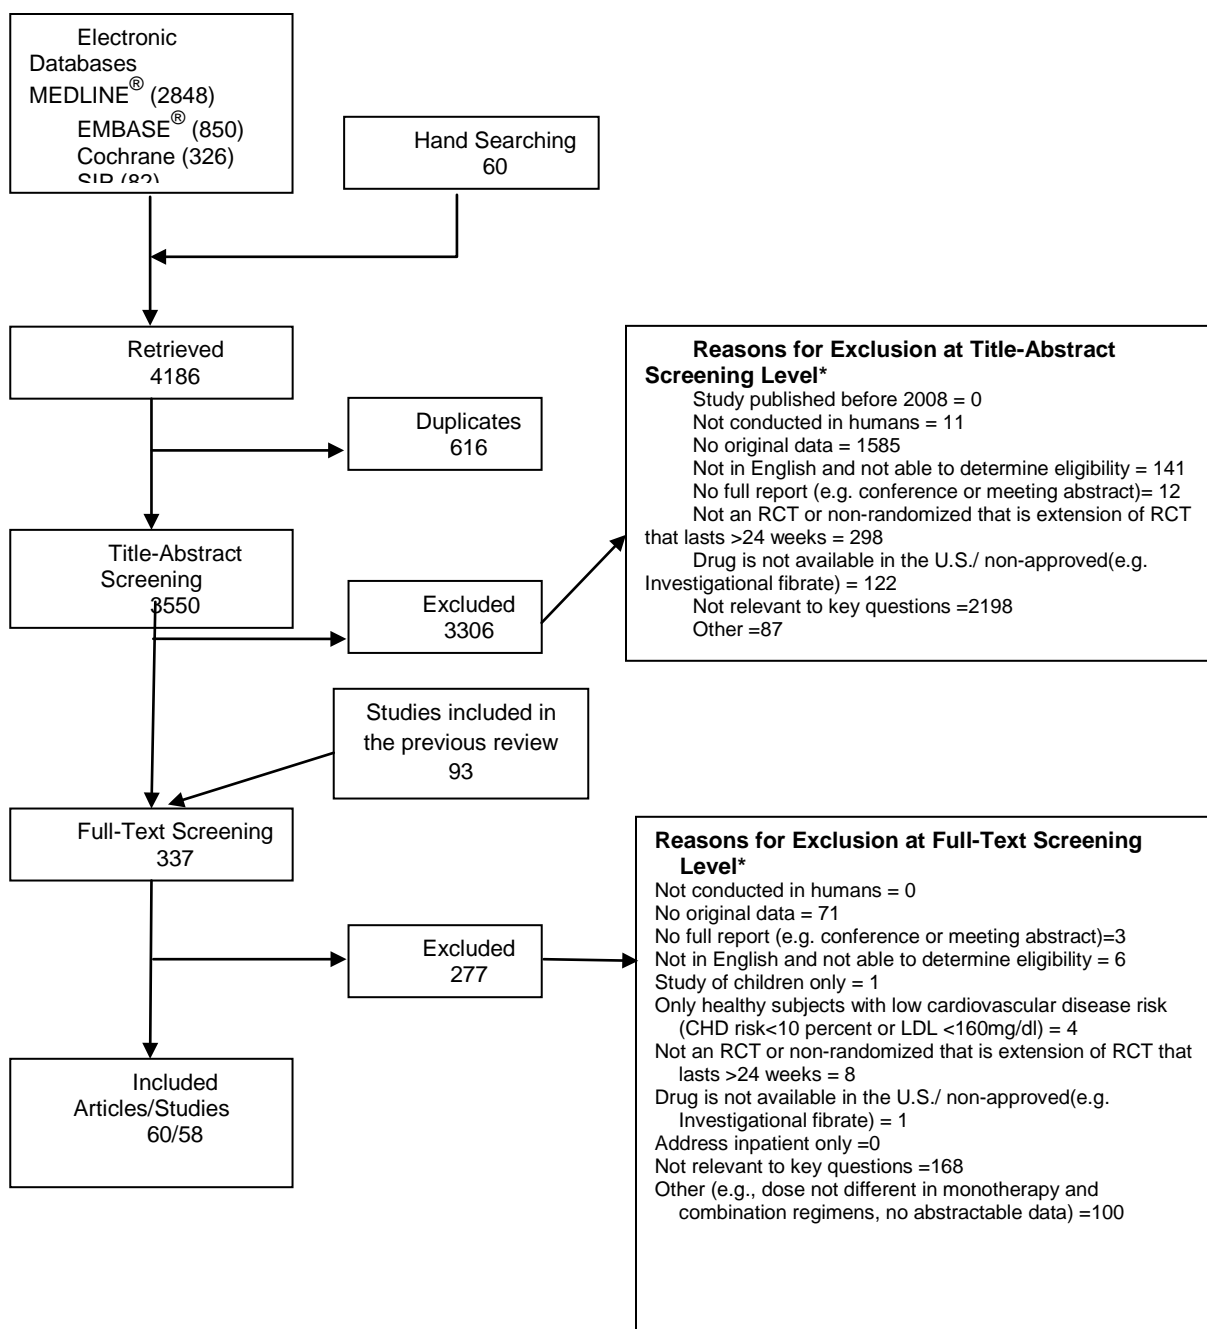 Electronic
Databases
MEDLINE® (2848)
EMBASE® (850)
Cochrane (326)
SIP (82)
Hand Searching
60
Retrieved
4186
Duplicates
616
Title-Abstract
Screening
3550
Excluded
3306
Reasons for Exclusion at Title-Abstract
Screening Level*
Study published before 2008 = 0
Not conducted in humans = 11
No original data = 1585
Not in English and not able to determine eligibility = 141
No full report (e.g. conference or meeting abstract)= 12
Not an RCT or non-randomized that is extension of RCT
that lasts >24 weeks = 298
Drug is not available in the U.S./ non-approved(e.g.
Investigational fibrate) = 122
Not relevant to key questions =2198
Other =87
Studies included in
the previous review
93
Full-Text Screening
337
Excluded
277
Reasons for Exclusion at Full-Text Screening
Level*
Not conducted in humans = 0
No original data = 71
No full report (e.g. conference or meeting abstract)=3
Not in English and not able to determine eligibility = 6
Study of children only = 1
Only healthy subjects with low cardiovascular disease risk
(CHD risk<10 percent or LDL <160mg/dl) = 4
Not an RCT or non-randomized that is extension of RCT that
lasts >24 weeks = 8
Drug is not available in the U.S./ non-approved(e.g.
Investigational fibrate) = 1
Address inpatient only =0
Not relevant to key questions =168
Other (e.g., dose not different in monotherapy and
combination regimens, no abstractable data) =100
Included
Articles/Studies
60/58